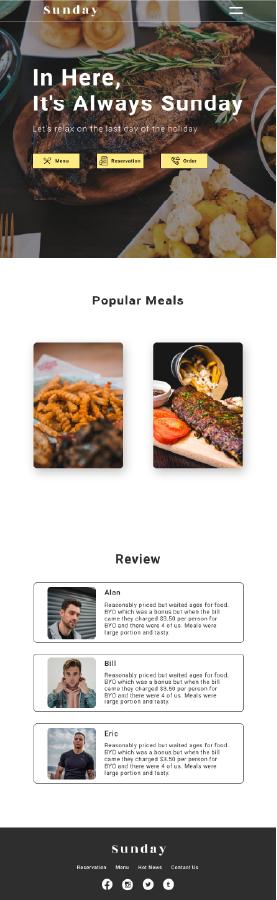 Sunday
In Here,
It's Always Sunday
Let's relax on the last day of the holiday
Menu
Reservation
Order
Popular Meals
Review
Alan
Reasonably priced but waited ages for food.
BYO which was a bonus but when the bill
came they charged $3.50 per person for
BYO and there were 4 of us. Meals were
large portion and tasty.
Bill
Reasonably priced but waited ages for food.
BYO which was a bonus but when the bill
came they charged $3.50 per person for
BYO and there were 4 of us. Meals were
large portion and tasty.
Eric
Reasonably priced but waited ages for food.
BYO which was a bonus but when the bill
came they charged $3.50 per person for
BYO and there were 4 of us. Meals were
large portion and tasty.
Sunday
Reservation Menu Hot News Contact Us